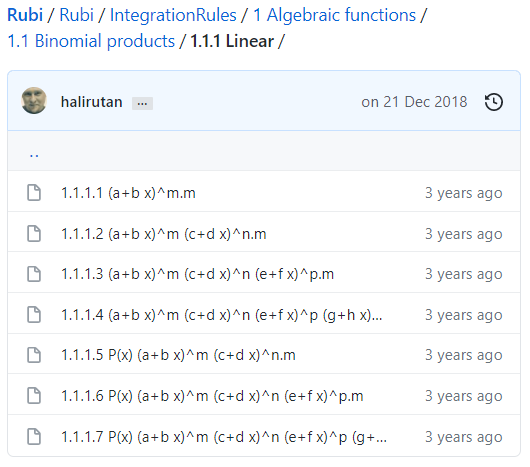 Rubi / Rubi / IntegrationRules / 1 Algebraic functions /
1.1 Binomial products / 1.1.1 Linear /
halirutan ... on 21 Dec 2018
..
1.1.1.1 (a+b x)^m.m 3 years ago
1.1.1.2 (a+b x)^m (c+d x)^n.m 3 years ago
1.1.1.3 (a+b x)^m (c+d x)^n (e+f x)^p.m 3 years ago
1.1.1.4 (a+b x)^m (c+d x)^n (e+f x)^p (g+h x)... 3 years ago
1.1.1.5 P(x) (a+b x)^m (c+d x)^n.m 3 years ago
1.1.1.6 P(x) (a+b x)^m (c+d x)^n (e+f x)^p.m 3 years ago
1.1.1.7 P(x) (a+b x)^m (c+d x)^n (e+f x)^p (g+... 3 years ago